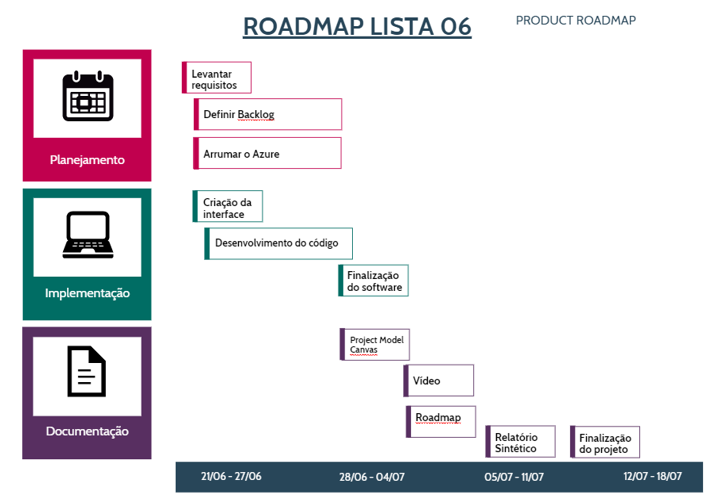 ROADMAP LISTA 06
PRODUCT ROADMAP
Planejamento
Levantar
requisitos
Definir Backlog
Arrumar o Azure
Implementação
Criação da
interface
Desenvolvimento do código
Finalização
do software
Documentação
Project Model
Canvas
Vídeo
Roadmap
Relatório
Sintético
Finalização
do projeto
21/06 - 27/06
28/06 - 04/07
05/07 - 11/07
12/07 - 18/07